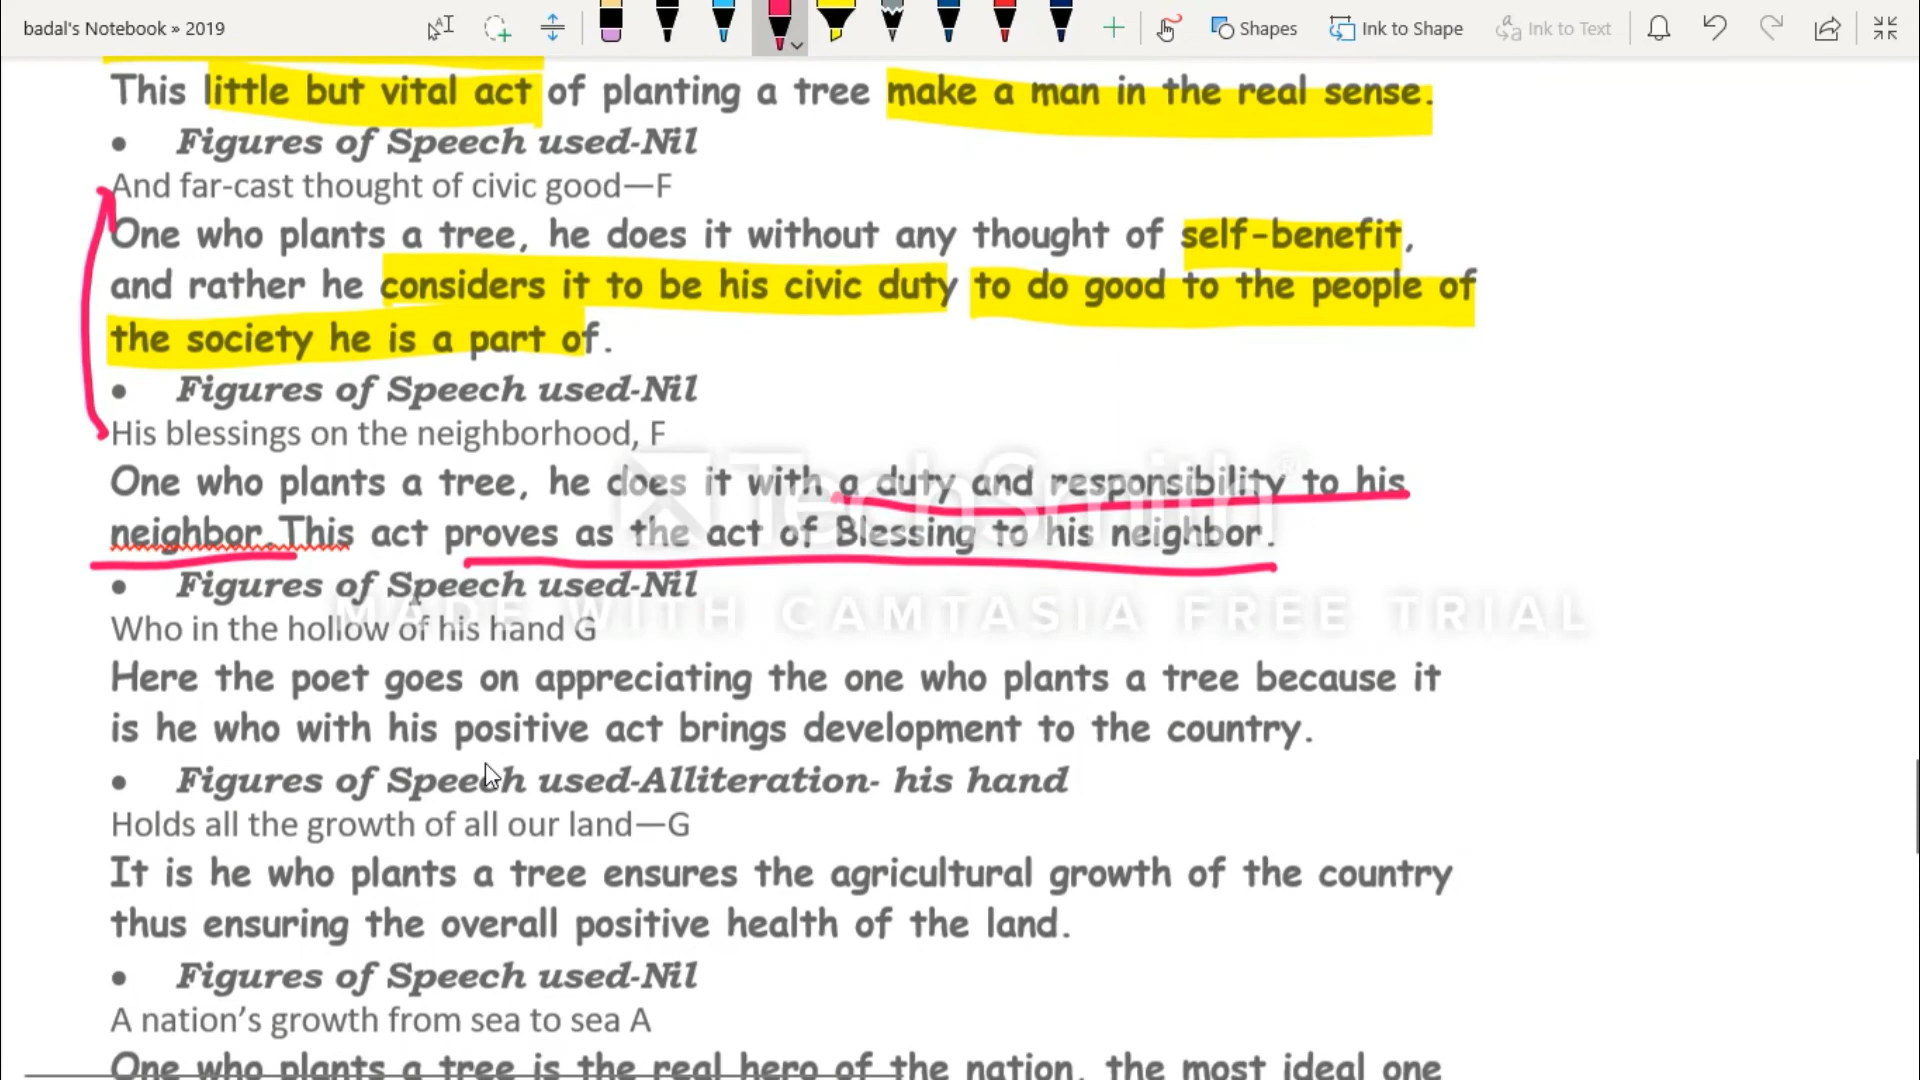 badal's Notebook » 2019
Shapes
Ink to Shape
Ink to Text
This little but vital act of planting a tree make a man in the real sense.
• Figures of Speech used-Nil
And far-cast thought of civic good—F
One who plants a tree, he does it without any thought of self-benefit,
and rather he considers it to be his civic duty to do good to the people of
the society he is a part of.
• Figures of Speech used-Nil
His blessings on the neighborhood, F
One who plants a tree, he does it with a duty and responsibility to his
neighbor.This act proves as the act of Blessing to his neighbor.
• Figures of Speech used-Nil
Who in the hollow of his hand G
Here the poet goes on appreciating the one who plants a tree because it
is he who with his positive act brings development to the country.
• Figures of Speech used-Alliteration- his hand
Holds all the growth of all our land—G
It is he who plants a tree ensures the agricultural growth of the country
thus ensuring the overall positive health of the land.
• Figures of Speech used-Nil
A nation's growth from sea to sea A
One who plants a tree is the real hero of the nation, the most ideal one
TechSmith®
MADE WITH CAMTASIA FREE TRIAL